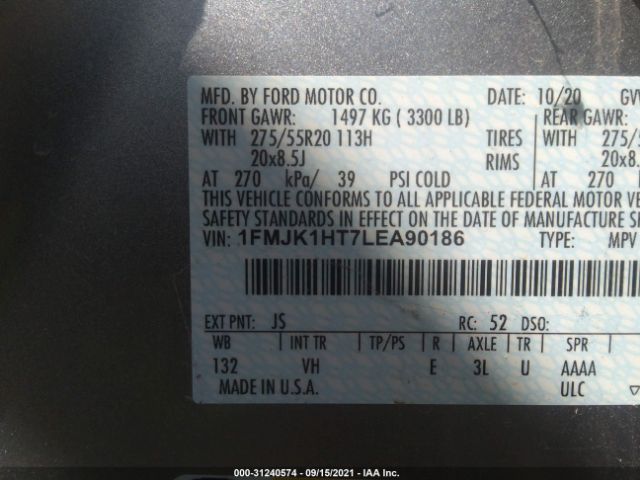 MFD. BY FORD MOTOR CO. DATE: 10/20 GV
FRONT GAWR: 1497 KG ( 3300 LB) REAR GAWR:
WITH 275/55R20 113H TIRES WITH 275/
20x8.5J RIMS 20x8.
AT 270 kPa/ 39 PSI COLD AT 270
THIS VEHICLE CONFORMS TO ALL APPLICABLE FEDERAL MOTOR VE
SAFETY STANDARDS IN EFFECT ON THE DATE OF MANUFACTURE S
VIN: 1FMJK1HT7LEA90186 TYPE: MPV
EXT PNT: JS RC: 52 DSO:
WB INT TR TP/PS R AXLE TR SPR
132 VH E 3L U AAAA
MADE IN U.S.A. ULC
000-31240574 - 09/15/2021 - IAA Inc.